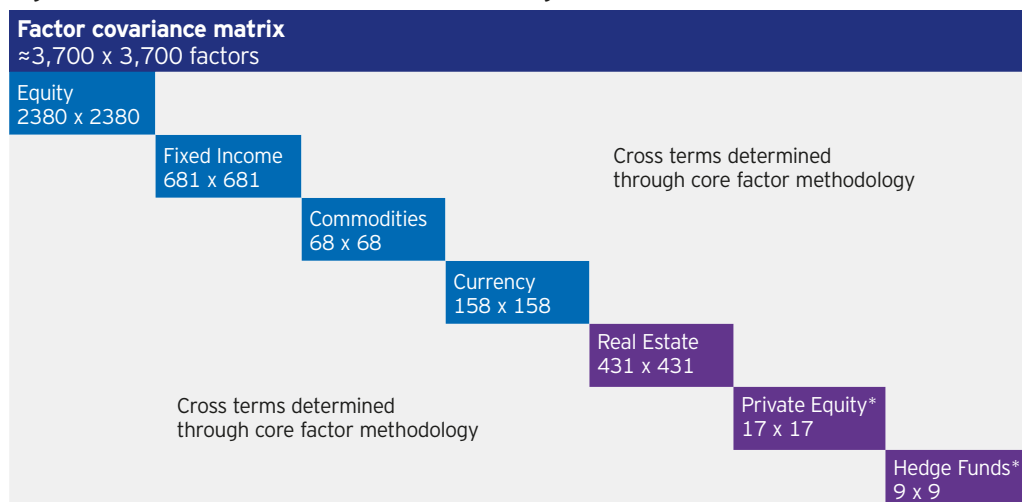 Factor covariance matrix
≈3,700 x 3,700 factors
Equity
2380 x 2380
Fixed Income
681 x 681
Cross terms determined
through core factor methodology
Commodities
68 x 68
Currency
158 x 158
Real Estate
431 x 431
Cross terms determined
through core factor methodology
Private Equity*
17 x 17
Hedge Funds*
9 x 9